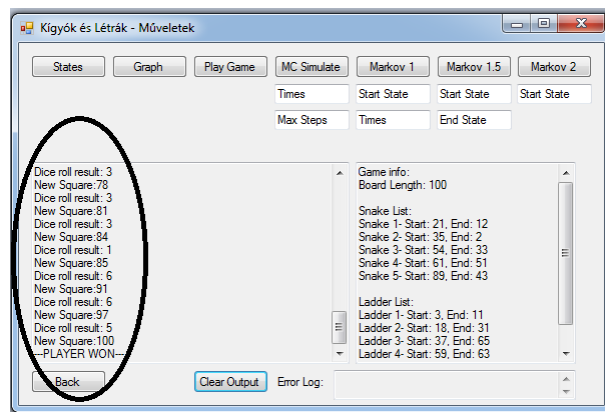 Kígyók és Létrák - Műveletek
States Graph Play Game MC Simulate Markov 1 Markov 1.5 Markov 2
Times Start State Start State Start State
Max Steps Times End State
Dice roll result: 3
New Square:78
Dice roll result: 3
New Square:81
Dice roll result: 3
New Square:84
Dice roll result: 1
New Square:85
Dice roll result: 6
New Square:91
Dice roll result: 6
New Square:97
Dice roll result: 5
New Square:100
---PLAYER WON---
Game info:
Board Length: 100
Snake List:
Snake 1- Start: 21, End: 12
Snake 2- Start: 35, End: 2
Snake 3- Start: 54, End: 33
Snake 4- Start: 61, End: 51
Snake 5- Start: 89, End: 43
Ladder List:
Ladder 1- Start: 3, End: 11
Ladder 2- Start: 18, End: 31
Ladder 3- Start: 37, End: 65
Ladder 4- Start: 59, End: 63
Back Clear Output Error Log: